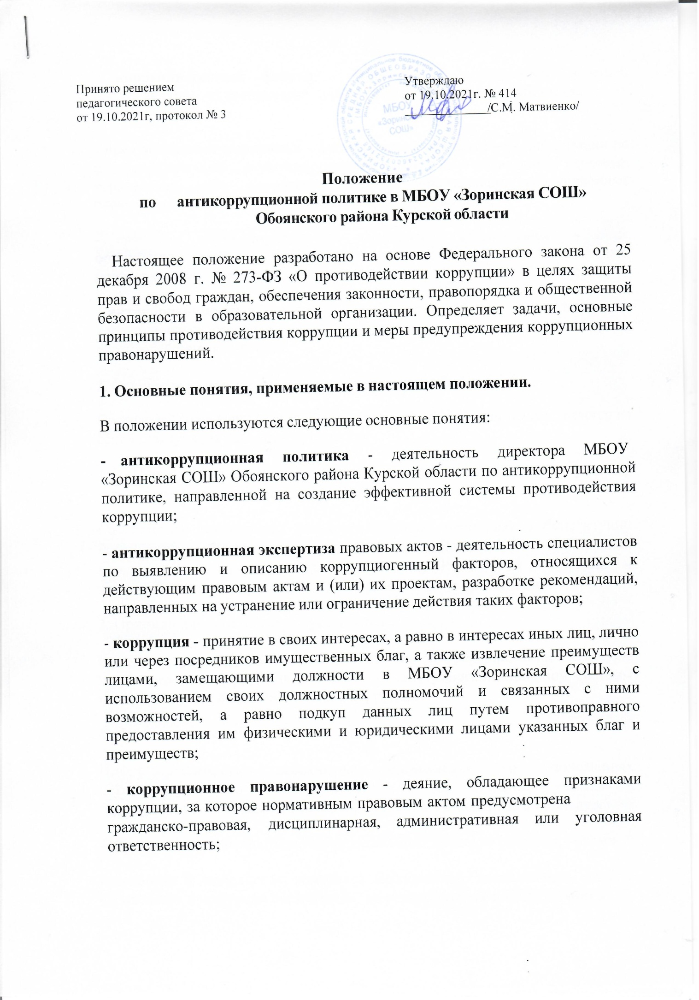 Принято решением
педагогического совета
от 19.10.2021г, протокол № 3
Утверждаю
от 19.10.2021г. № 414
/С.М. Матвиенко/
МБОУ
«Зоринская
СОШ»
Положение
по антикоррупционной политике в МБОУ «Зоринская СОШ»
Обоянского района Курской области
Настоящее положение разработано на основе Федерального закона от 25
декабря 2008 г. № 273-ФЗ «О противодействии коррупции» в целях защиты
прав и свобод граждан, обеспечения законности, правопорядка и общественной
безопасности в образовательной организации. Определяет задачи, основные
принципы противодействия коррупции и меры предупреждения коррупционных
правонарушений.
1. Основные понятия, применяемые в настоящем положении.
В положении используются следующие основные понятия:
- антикоррупционная политика - деятельность директора МБОУ
«Зоринская СОШ» Обоянского района Курской области по антикоррупционной
политике, направленной на создание эффективной системы противодействия
коррупции;
- антикоррупционная экспертиза правовых актов - деятельность специалистов
по выявлению и описанию коррупциогенный факторов, относящихся к
действующим правовым актам и (или) их проектам, разработке рекомендаций,
направленных на устранение или ограничение действия таких факторов;
- коррупция - принятие в своих интересах, а равно в интересах иных лиц, лично
или через посредников имущественных благ, а также извлечение преимуществ
лицами, замещающими должности в МБОУ «Зоринская СОШ», с
использованием своих должностных полномочий и связанных с ними
возможностей, а равно подкуп данных лиц путем противоправного
предоставления им физическими и юридическими лицами указанных благ и
преимуществ;
- коррупционное правонарушение - деяние, обладающее признаками
коррупции, за которое нормативным правовым актом предусмотрена
гражданско-правовая, дисциплинарная, административная или уголовная
ответственность;